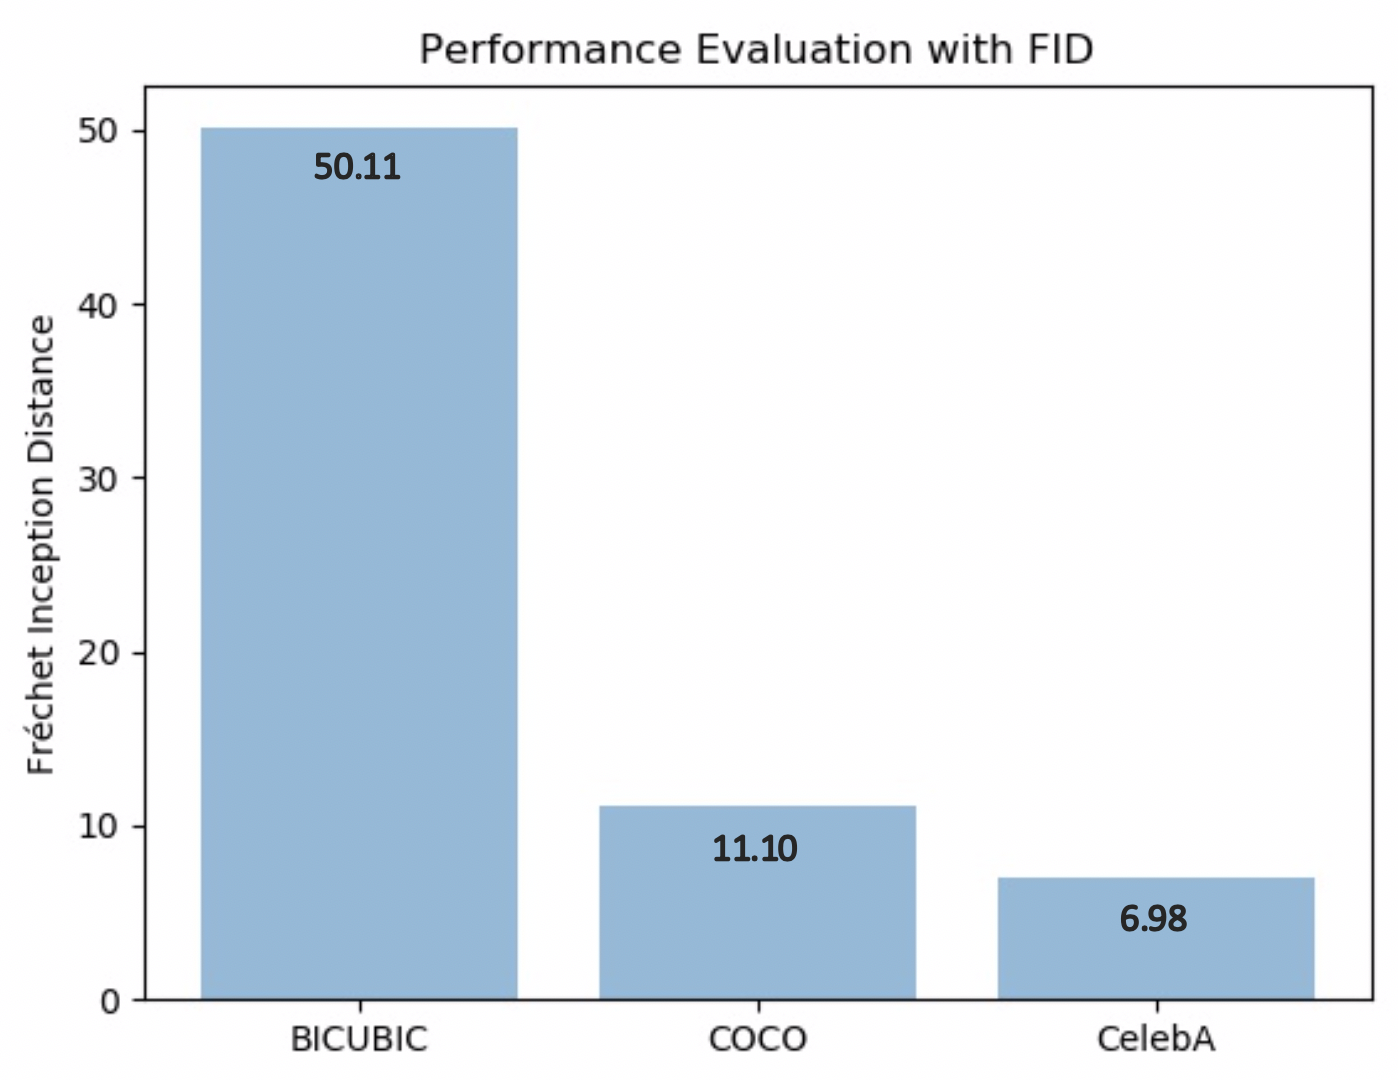 Performance Evaluation with FID
Fréchet Inception Distance
50
40
30
20
10
0
50.11
11.10
6.98
BICUBIC
COCO
CelebA